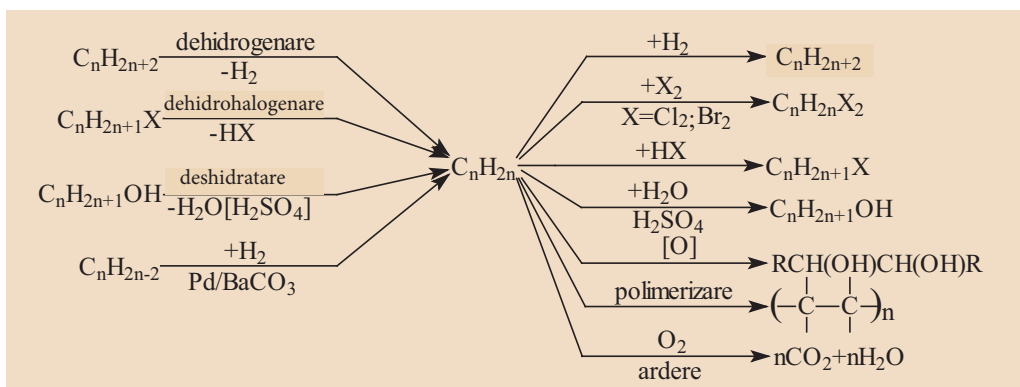 CₙH₂ₙ₊₂ dehidrogenare -H₂
CₙH₂ₙ₊₁X dehidrohalogenare -HX
CₙH₂ₙ₊₁OH deshidratare -H₂O[H₂SO₄]
CₙH₂ₙ₋₂ +H₂ Pd/BaCO₃
CₙH₂ₙ
+H₂ CₙH₂ₙ₊₂
+X₂ X=Cl₂;Br₂ CₙH₂ₙX₂
+HX CₙH₂ₙ₊₁X
+H₂O H₂SO₄ CₙH₂ₙ₊₁OH
[O] RCH(OH)CH(OH)R
polimerizare (—C—C—)n
O₂ ardere nCO₂+nH₂O